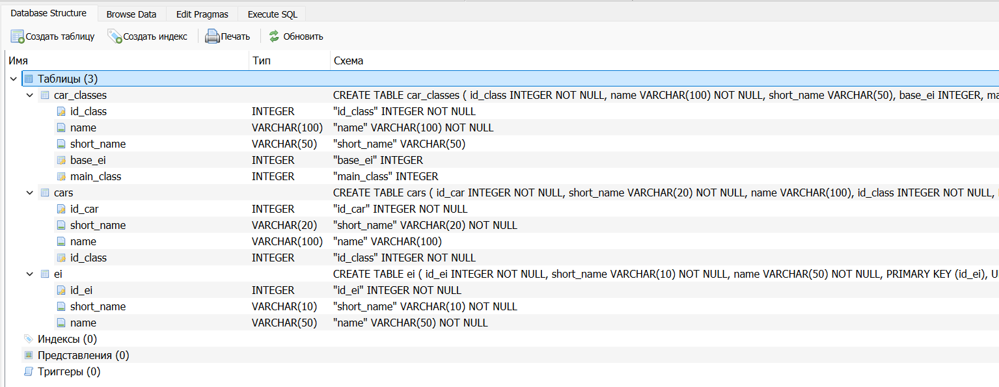 Database Structure Browse Data Edit Pragmas Execute SQL
Создать таблицу Создать индекс Печать Обновить
Имя Тип Схема
Таблицы (3)
car_classes CREATE TABLE car_classes ( id_class INTEGER NOT NULL, name VARCHAR(100) NOT NULL, short_name VARCHAR(50), base_ei INTEGER, ma
id_class INTEGER "id_class" INTEGER NOT NULL
name VARCHAR(100) "name" VARCHAR(100) NOT NULL
short_name VARCHAR(50) "short_name" VARCHAR(50)
base_ei INTEGER "base_ei" INTEGER
main_class INTEGER "main_class" INTEGER
cars CREATE TABLE cars ( id_car INTEGER NOT NULL, short_name VARCHAR(20) NOT NULL, name VARCHAR(100), id_class INTEGER NOT NULL,
id_car INTEGER "id_car" INTEGER NOT NULL
short_name VARCHAR(20) "short_name" VARCHAR(20) NOT NULL
name VARCHAR(100) "name" VARCHAR(100)
id_class INTEGER "id_class" INTEGER NOT NULL
ei CREATE TABLE ei ( id_ei INTEGER NOT NULL, short_name VARCHAR(10) NOT NULL, name VARCHAR(50) NOT NULL, PRIMARY KEY (id_ei), U
id_ei INTEGER "id_ei" INTEGER NOT NULL
short_name VARCHAR(10) "short_name" VARCHAR(10) NOT NULL
name VARCHAR(50) "name" VARCHAR(50) NOT NULL
Индексы (0)
Представления (0)
Триггеры (0)